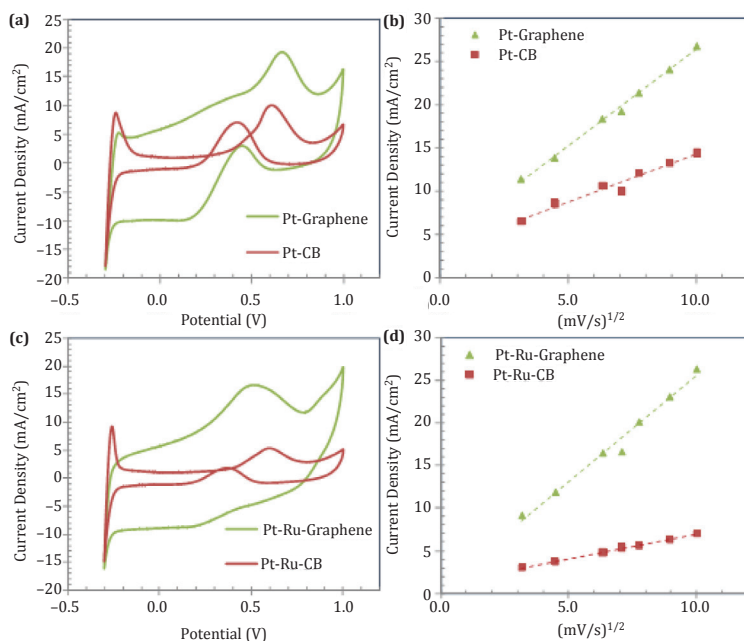 (a)
25
20
15
10
5
0
−5
−10
−15
−20
−0.5
0.0
0.5
1.0
Current Density (mA/cm²)
Potential (V)
Pt-Graphene
Pt-CB
(b)
30
25
20
15
10
5
0
0.0
5.0
10.0
Current Density (mA/cm²)
(mV/s)¹/²
Pt-Graphene
Pt-CB
(c)
25
20
15
10
5
0
−5
−10
−15
−20
−0.5
0.0
0.5
1.0
Current Density (mA/cm²)
Potential (V)
Pt-Ru-Graphene
Pt-Ru-CB
(d)
30
25
20
15
10
5
0
0.0
5.0
10.0
Current Density (mA/cm²)
(mV/s)¹/²
Pt-Ru-Graphene
Pt-Ru-CB